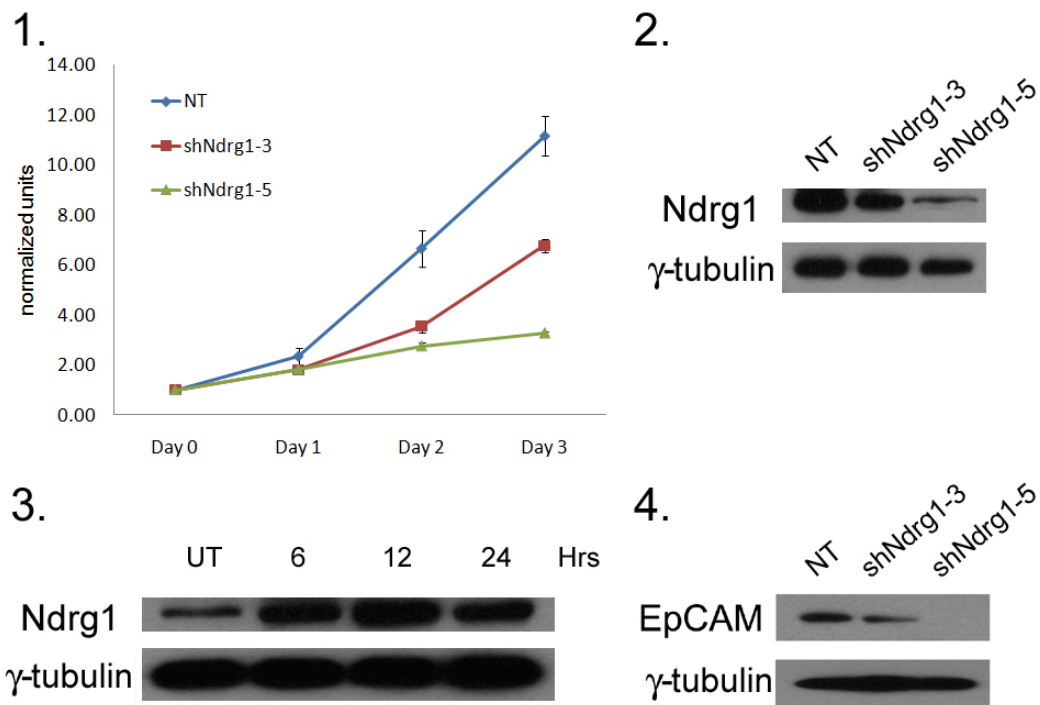 1.
normalized units
14.00
12.00
10.00
8.00
6.00
4.00
2.00
0.00
NT
shNdrg1-3
shNdrg1-5
Day 0 Day 1 Day 2 Day 3
2.
NT shNdrg1-3 shNdrg1-5
Ndrg1
γ-tubulin
3.
UT 6 12 24 Hrs
Ndrg1
γ-tubulin
4.
NT shNdrg1-3 shNdrg1-5
EpCAM
γ-tubulin